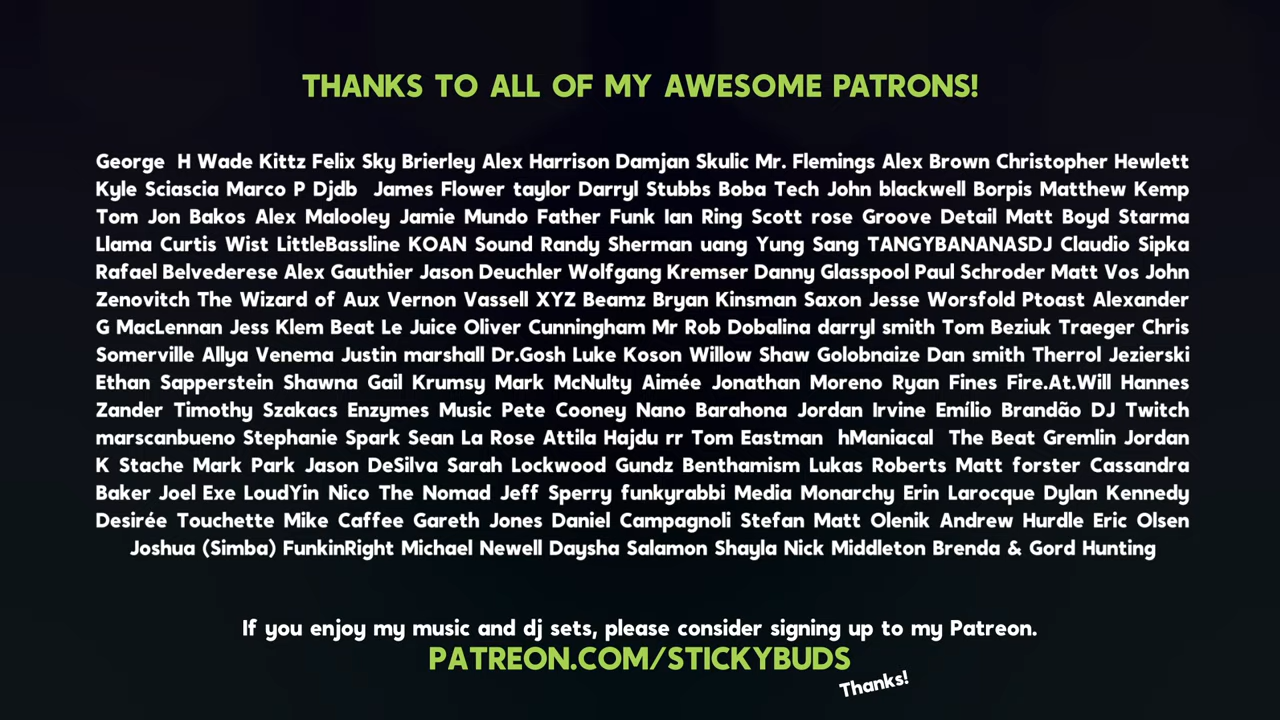 THANKS TO ALL OF MY AWESOME PATRONS!
George  H Wade Kittz Felix Sky Brierley Alex Harrison Damjan Skulic Mr. Flemings Alex Brown Christopher Hewlett
Kyle Sciascia Marco P Djdb  James Flower taylor Darryl Stubbs Boba Tech John blackwell Borpis Matthew Kemp
Tom Jon Bakos Alex Malooley Jamie Mundo Father Funk Ian Ring Scott rose Groove Detail Matt Boyd Starma
Llama Curtis Wist LittleBassline KOAN Sound Randy Sherman uang Yung Sang TANGYBANANASDJ Claudio Sipka
Rafael Belvederese Alex Gauthier Jason Deuchler Wolfgang Kremser Danny Glasspool Paul Schroder Matt Vos John
Zenovitch The Wizard of Aux Vernon Vassell XYZ Beamz Bryan Kinsman Saxon Jesse Worsfold Ptoast Alexander
G MacLennan Jess Klem Beat Le Juice Oliver Cunningham Mr Rob Dobalina darryl smith Tom Beziuk Traeger Chris
Somerville Allya Venema Justin marshall Dr.Gosh Luke Koson Willow Shaw Golobnaize Dan smith Therrol Jezierski
Ethan Sapperstein Shawna Gail Krumsy Mark McNulty Aimée Jonathan Moreno Ryan Fines Fire.At.Will Hannes
Zander Timothy Szakacs Enzymes Music Pete Cooney Nano Barahona Jordan Irvine Emílio Brandão DJ Twitch
marscanbueno Stephanie Spark Sean La Rose Attila Hajdu rr Tom Eastman  hManiacal  The Beat Gremlin Jordan
K Stache Mark Park Jason DeSilva Sarah Lockwood Gundz Benthamism Lukas Roberts Matt forster Cassandra
Baker Joel Exe LoudYin Nico The Nomad Jeff Sperry funkyrabbi Media Monarchy Erin Larocque Dylan Kennedy
Desirée Touchette Mike Caffee Gareth Jones Daniel Campagnoli Stefan Matt Olenik Andrew Hurdle Eric Olsen
Joshua (Simba) FunkinRight Michael Newell Daysha Salamon Shayla Nick Middleton Brenda & Gord Hunting
If you enjoy my music and dj sets, please consider signing up to my Patreon.
PATREON.COM/STICKYBUDS
Thanks!